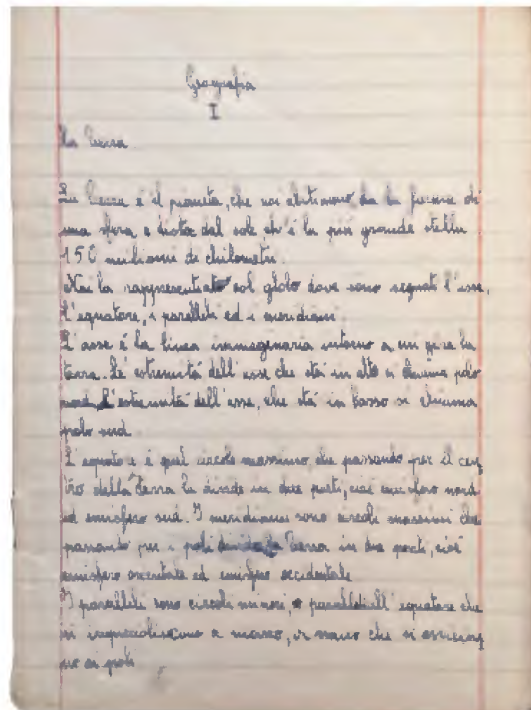 Geografia
I
La terra
La terra è il pianeta, che noi abitiamo ha la forma di
una sfera e dista dal sole ch'è la più grande stella
150 milioni di chilometri.
Noi la rappresentiato sol globo dove sono segnati l'asse,
l'equatore, i paralleli ed i meridiani.
L'asse è la linea immagenaria intorno a cui gira la
terra. Le estremità dell'asse che stà in alto si chiama polo
nord, l'estremità dell'asse, che stà in basso si chiama
polo sud.
L'equatore è quel circolo massimo che passando per il cen
tro della terra la divide in due parti, cioè emisfero nord
ed emisfero sud. I meridiani sono circoli massimi che
passando per i poli la terra in due parti, cioè
emisfero orientale ed emisfero occidentale
I paralleli sono circoli minori, paralleli all'equatore che
si impiccoliscono a mano, a mano che si avvicina
no ai poli